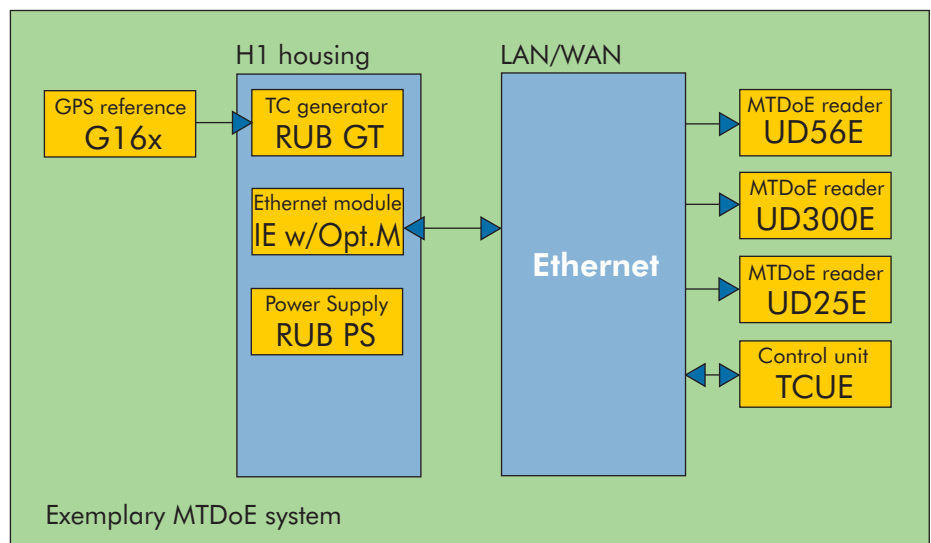 H1 housing
LAN/WAN
GPS reference
G16x
TC generator
RUB GT
Ethernet module
IE w/Opt.M
Power Supply
RUB PS
Ethernet
MTDoE reader
UD56E
MTDoE reader
UD300E
MTDoE reader
UD25E
Control unit
TCUE
Exemplary MTDoE system